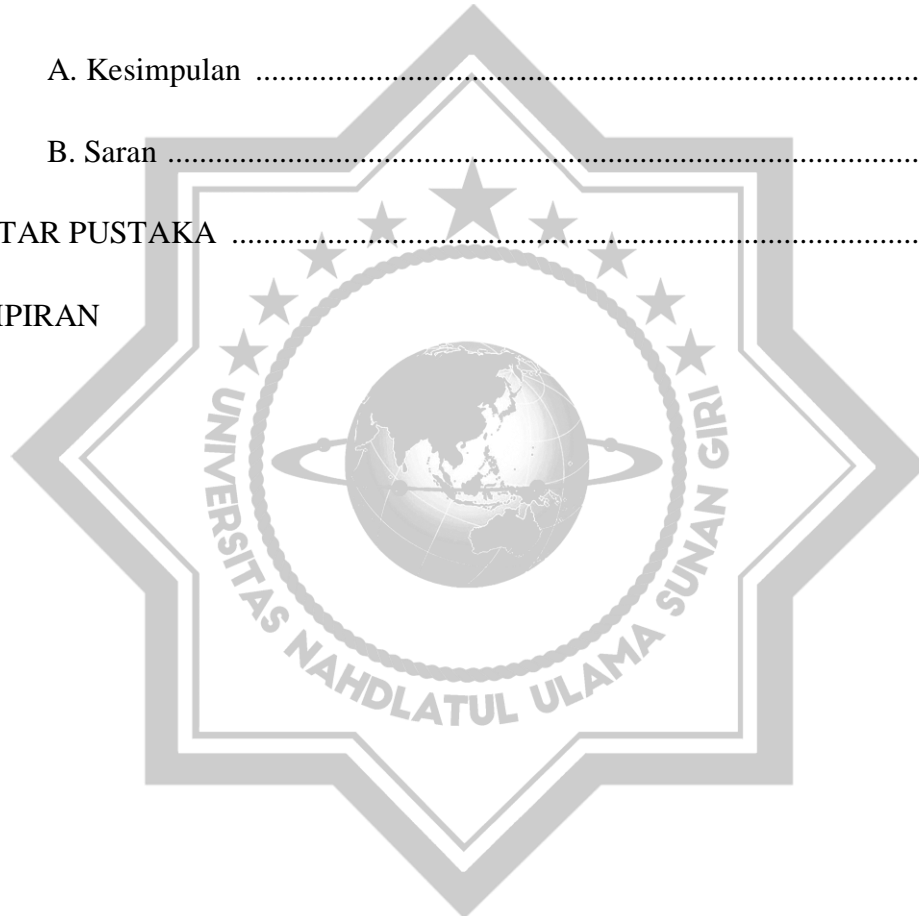 A. Kesimpulan ....................................................................................
B. Saran ...............................................................................................
TAR PUSTAKA ......................................................................................
IPIRAN
UNIVERSITAS NAHDLATUL ULAMA SUNAN GIRI